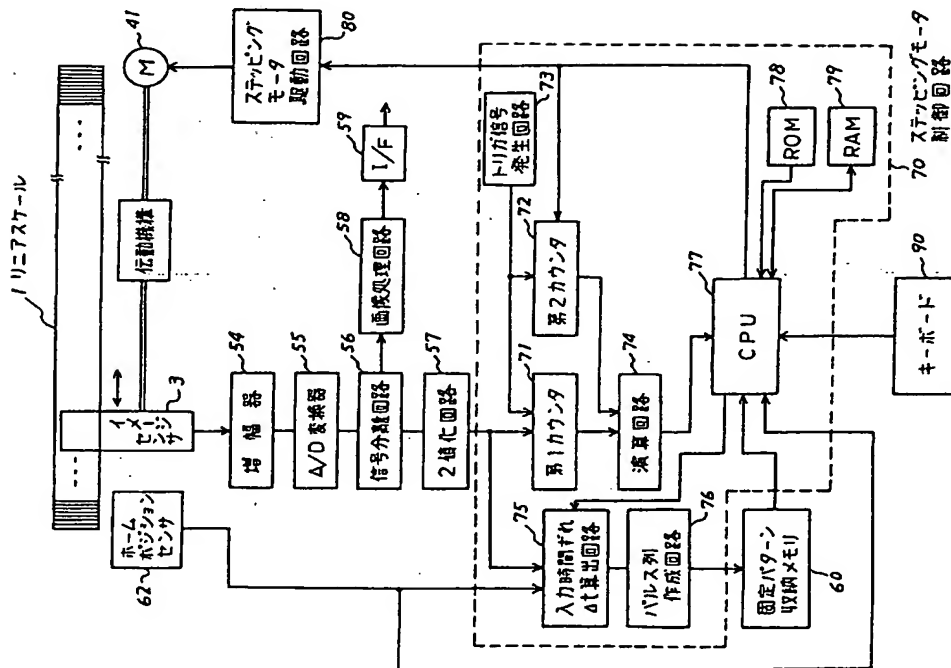 1 リニアスケール
伝動機構
M
41
ステッピング
モータ
駆動回路
80
イメージ
センサ
3
ホーム
ポジション
センサ
62
増幅器
54
A/D変換器
55
信号分離回路
56
2値化回路
57
画像処理回路
58
I/F
59
トリガ信号
発生回路
73
第2カウンタ
72
第1カウンタ
71
演算回路
74
入力時間ずれ
Δt算出回路
75
パルス列
作成回路
76
固定パターン
収納メモリ
60
CPU
77
ROM
78
RAM
79
70
ステッピングモータ
制御回路
キーボード
90